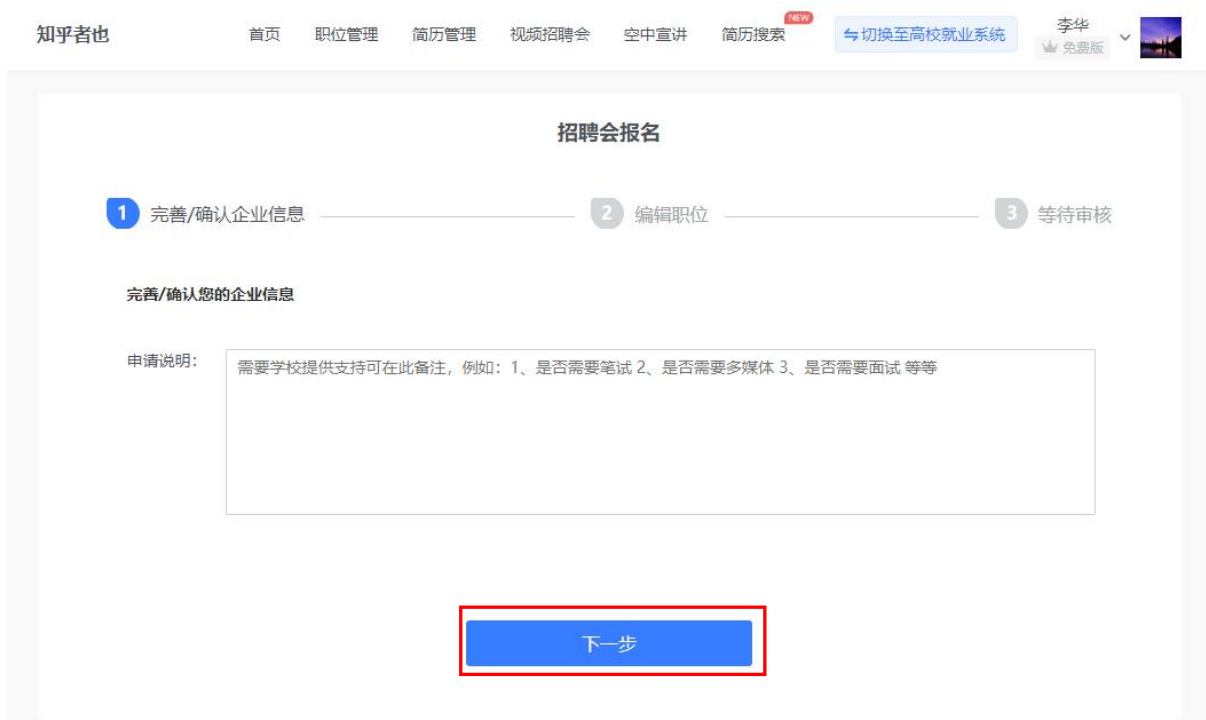 知乎者也 首页 职位管理 简历管理 视频招聘会 空中宣讲 简历搜索 NEW 切换至高校就业系统 李华
免费版
招聘会报名
1 完善/确认企业信息 2 编辑职位 3 等待审核
完善/确认您的企业信息
申请说明： 需要学校提供支持可在此备注，例如：1、是否需要笔试 2、是否需要多媒体 3、是否需要面试 等等
下一步